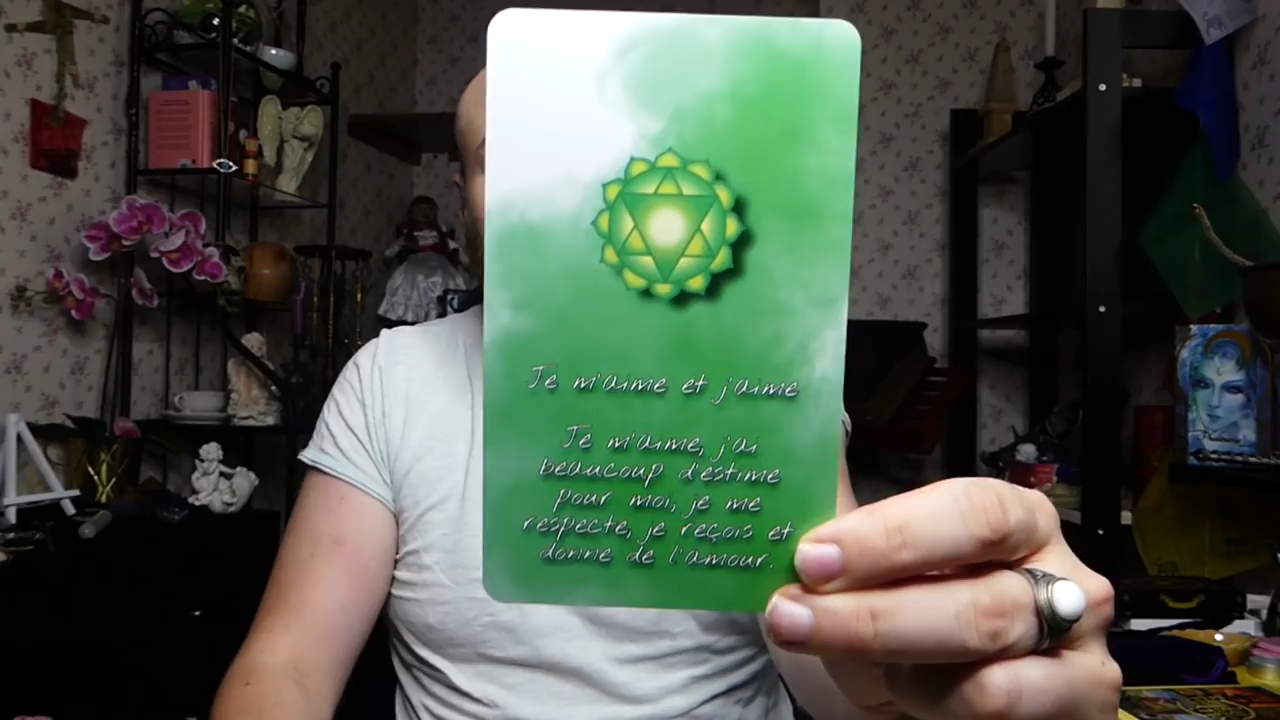 Je m'aime et j'aime
Je m'aime, j'ai
beaucoup d'estime
pour moi, je me
respecte, je reçois et
donne de l'amour.